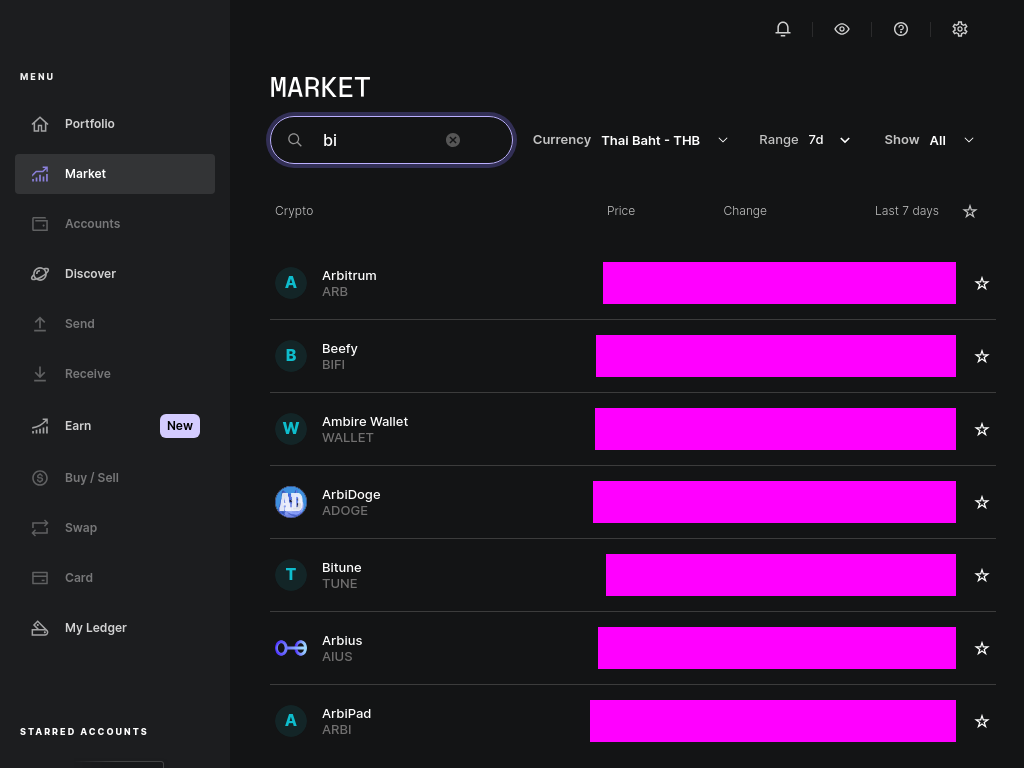 MENU
Portfolio
Market
Accounts
Discover
Send
Receive
Earn New
Buy / Sell
Swap
Card
My Ledger
STARRED ACCOUNTS
MARKET
bi
Currency Thai Baht - THB Range 7d Show All
Crypto Price Change Last 7 days
A Arbitrum
ARB
B Beefy
BIFI
W Ambire Wallet
WALLET
AD ArbiDoge
ADOGE
T Bitune
TUNE
Arbius
AIUS
A ArbiPad
ARBI